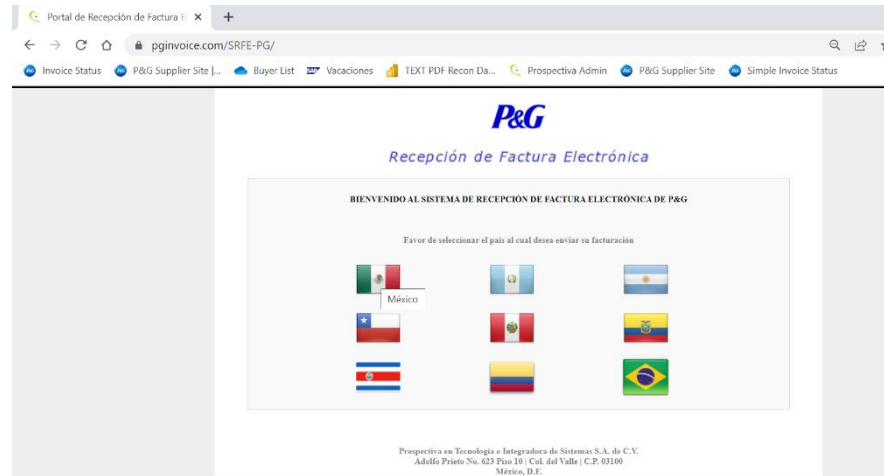 Portal de Recepción de Factura E
pginvoice.com/SRFE-PG/
Invoice Status P&G Supplier Site |... Buyer List Vacaciones TEXT PDF Recon Da... Prospectiva Admin P&G Supplier Site Simple Invoice Status
P&G
Recepción de Factura Electrónica
BIENVENIDO AL SISTEMA DE RECEPCIÓN DE FACTURA ELECTRÓNICA DE P&G
Favor de seleccionar el país al cual desea enviar su facturación
México
Prospectiva en Tecnología e Integradora de Sistemas S.A. de C.V.
Adolfo Prieto No. 623 Piso 10 | Col. del Valle | C.P. 03100
México, D.F.